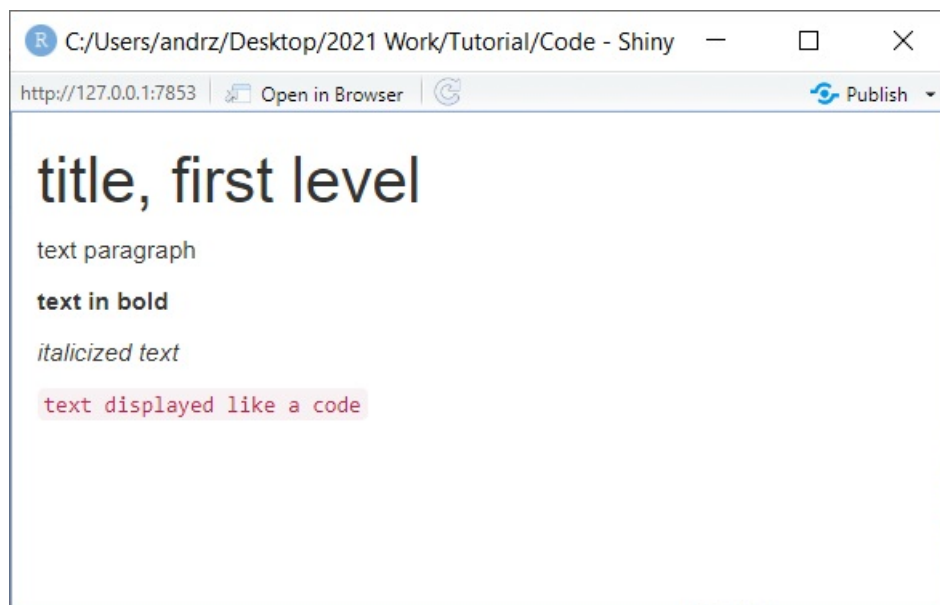 R C:/Users/andrz/Desktop/2021 Work/Tutorial/Code - Shiny
http://127.0.0.1:7853 Open in Browser Publish
title, first level
text paragraph
text in bold
italicized text
text displayed like a code